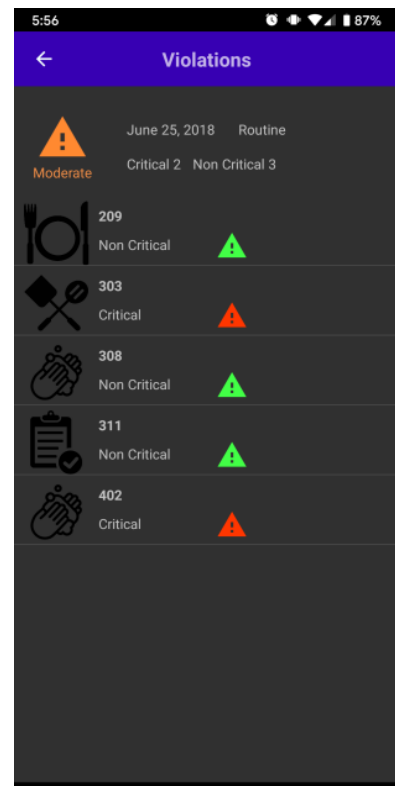 5:56 87%
Violations
June 25, 2018 Routine
Moderate Critical 2 Non Critical 3
209
Non Critical
303
Critical
308
Non Critical
311
Non Critical
402
Critical